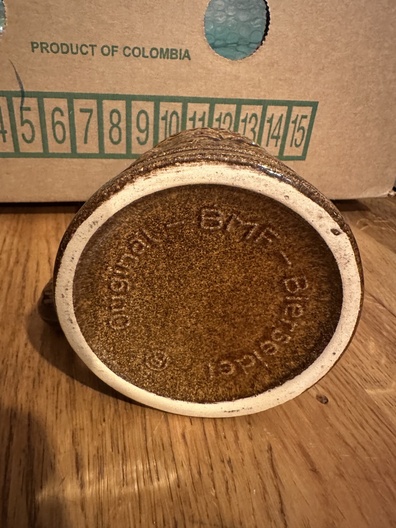 PRODUCT OF COLOMBIA
4 5 6 7 8 9 10 11 12 13 14 15
original - BMF - Bierseidel ©